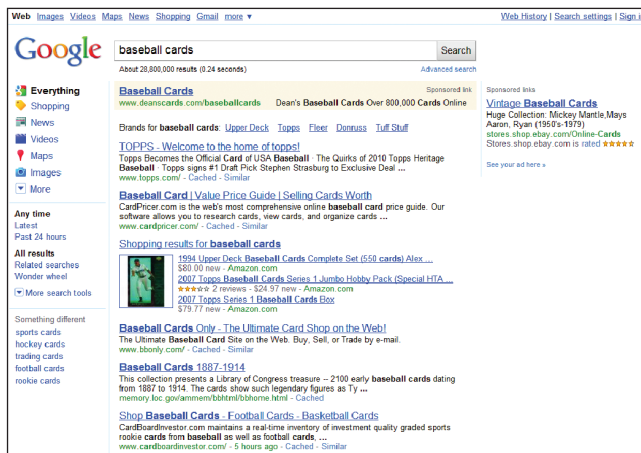 Web Images Videos Maps News Shopping Gmail more ▼
Web History | Search settings | Sign i
Google
baseball cards
Search
About 28,800,000 results (0.24 seconds)
Advanced search
Everything
Shopping
News
Videos
Maps
Images
More
Any time
Latest
Past 24 hours
All results
Related searches
Wonder wheel
More search tools
Something different
sports cards
hockey cards
trading cards
football cards
rookie cards
Baseball Cards
Sponsored link
www.deanscards.com/baseballcards Dean's Baseball Cards Over 800,000 Cards Online
Brands for baseball cards: Upper Deck Topps Fleer Donruss Tuff Stuff
TOPPS - Welcome to the home of topps!
Topps Becomes the Official Card of USA Baseball · The Quirks of 2010 Topps Heritage
Baseball · Topps signs #1 Draft Pick Stephen Strasburg to Exclusive Deal ...
www.topps.com/ - Cached - Similar
Baseball Card | Value Price Guide | Selling Cards Worth
CardPricer.com is the web's most comprehensive online baseball card price guide. Our
software allows you to research cards, view cards, and organize cards ...
www.cardpricer.com/ - Cached - Similar
Shopping results for baseball cards
1994 Upper Deck Baseball Cards Complete Set (550 cards) Alex ...
$80.00 new - Amazon.com
2007 Topps Baseball Cards Series 1 Jumbo Hobby Pack (Special HTA ...
2 reviews - $24.97 new - Amazon.com
2007 Topps Series 1 Baseball Cards Box
$79.77 new - Amazon.com
Baseball Cards Only - The Ultimate Card Shop on the Web!
The Ultimate Baseball Card Site on the Web. Buy, Sell, or Trade by e-mail.
www.bbonly.com/ - Cached - Similar
Baseball Cards 1887-1914
This collection presents a Library of Congress treasure -- 2100 early baseball cards dating
from 1887 to 1914. The cards show such legendary figures as Ty ...
memory.loc.gov/ammem/bbhtml/bbhome.html - Cached
Shop Baseball Cards - Football Cards - Basketball Cards
CardBoardInvestor.com maintains a real-time inventory of investment quality graded sports
rookie cards from baseball as well as football cards, ...
www.cardboardinvestor.com/ - 5 hours ago - Cached - Similar
Sponsored links
Vintage Baseball Cards
Huge Collection: Mickey Mantle,Mays
Aaron, Ryan (1950's-1979)
stores.shop.ebay.com/Online-Cards
Stores.shop.ebay.com is rated
See your ad here »